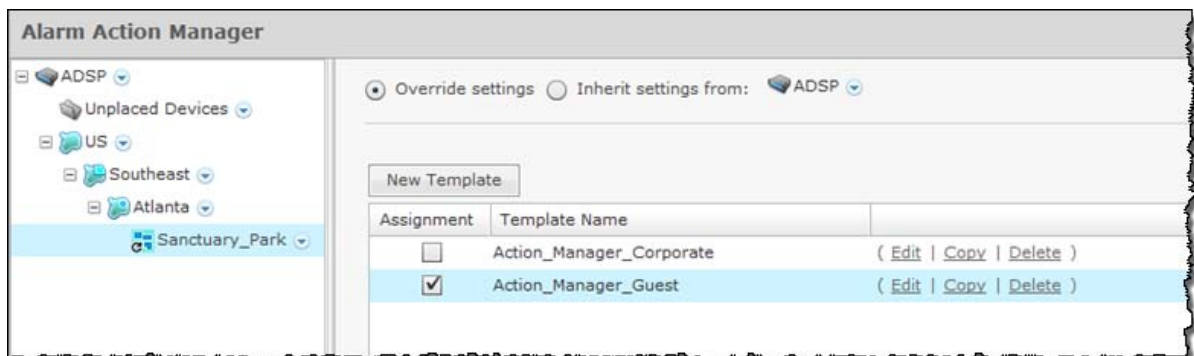 Alarm Action Manager
ADSP
Unplaced Devices
US
Southeast
Atlanta
Sanctuary_Park
Override settings Inherit settings from: ADSP
New Template
Assignment Template Name
Action_Manager_Corporate ( Edit | Copy | Delete )
Action_Manager_Guest ( Edit | Copy | Delete )